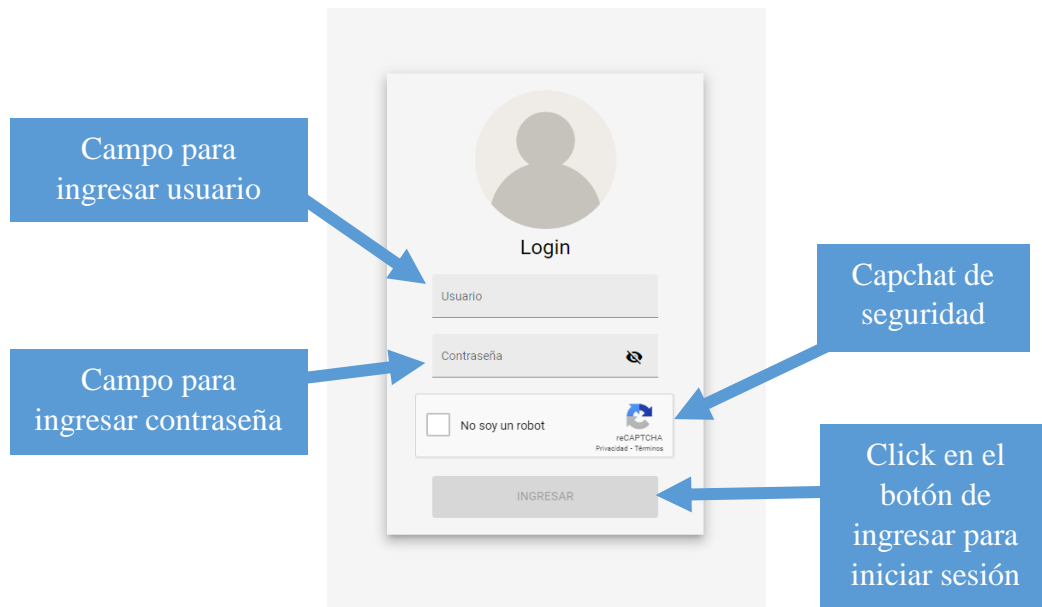 Campo para
ingresar usuario
Login
Usuario
Capchat de
seguridad
Contraseña
Campo para
ingresar contraseña
No soy un robot
reCAPTCHA
Privacidad - Términos
INGRESAR
Click en el
botón de
ingresar para
iniciar sesión